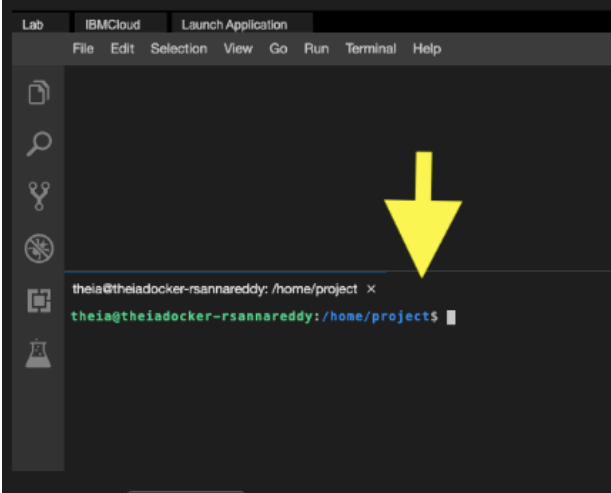 Lab IBMCloud Launch Application
File Edit Selection View Go Run Terminal Help
theia@theiadocker-rsannareddy: /home/project ×
theia@theiadocker-rsannareddy:/home/project$